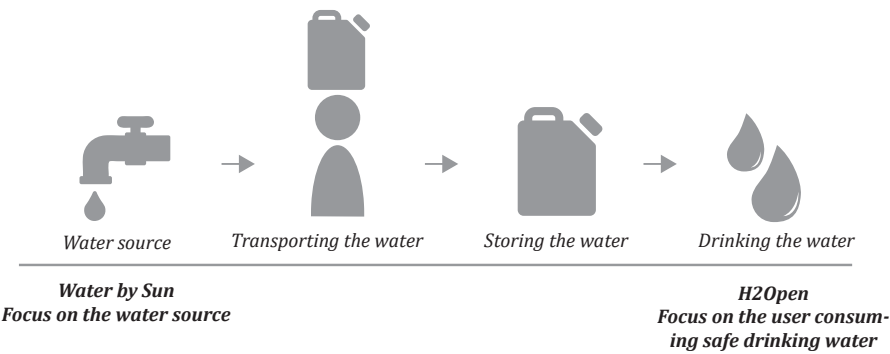 Water source
Transporting the water
Storing the water
Drinking the water
Water by Sun
Focus on the water source
H2Open
Focus on the user consum-
ing safe drinking water